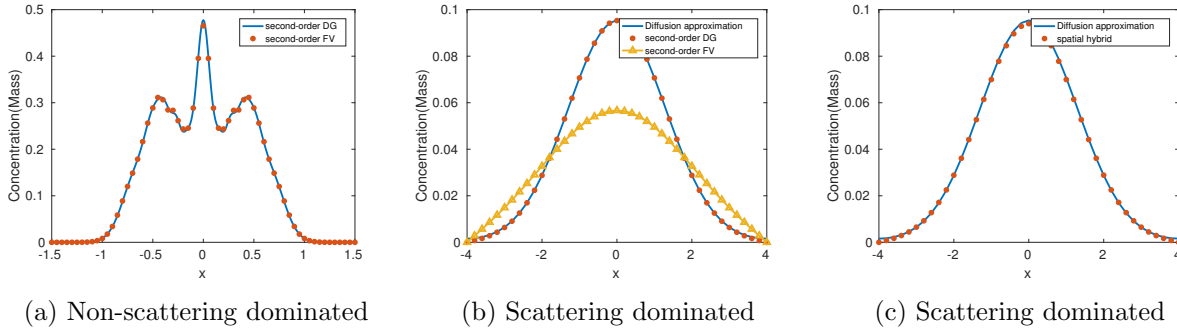 0.5
0.4
0.3
0.2
0.1
0
Concentration(Mass)
-1.5 -1 -0.5 0 0.5 1 1.5
x
second-order DG
second-order FV
(a) Non-scattering dominated
0.1
0.08
0.06
0.04
0.02
0
Concentration(Mass)
-4 -2 0 2 4
x
Diffusion approximation
second-order DG
second-order FV
(b) Scattering dominated
0.1
0.08
0.06
0.04
0.02
0
Concentration(Mass)
-4 -2 0 2 4
x
Diffusion approximation
spatial hybrid
(c) Scattering dominated